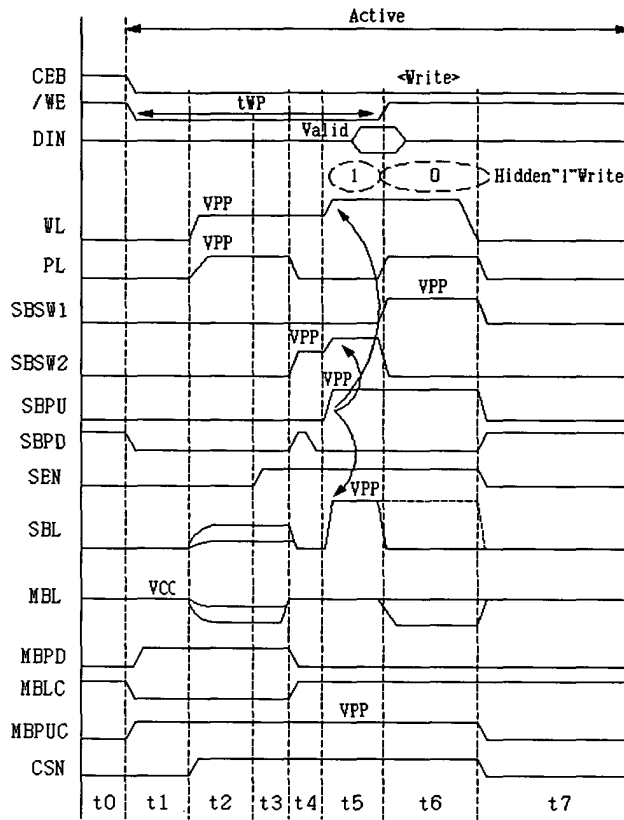 Active
CEB
<Write>
/WE
tWP
DIN
Valid
1
0
Hidden"1"Write
WL
VPP
PL
VPP
SBSW1
VPP
SBSW2
VPP
SBPU
VPP
SBPD
SEN
SBL
VPP
MBL
VCC
MBPD
MBLC
MBPUC
VPP
CSN
t0 t1 t2 t3 t4 t5 t6 t7